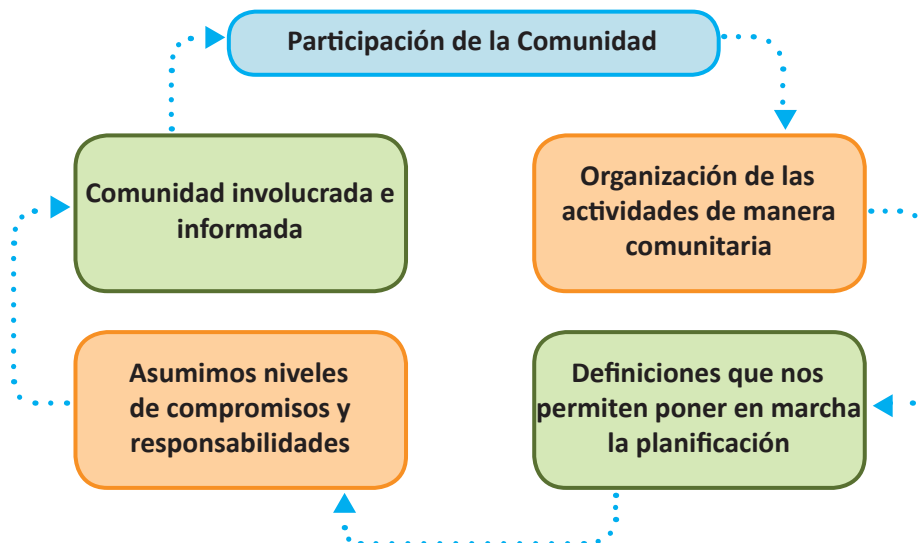 Participación de la Comunidad
Comunidad involucrada e
informada
Organización de las
actividades de manera
comunitaria
Asumimos niveles
de compromisos y
responsabilidades
Definiciones que nos
permiten poner en marcha
la planificación